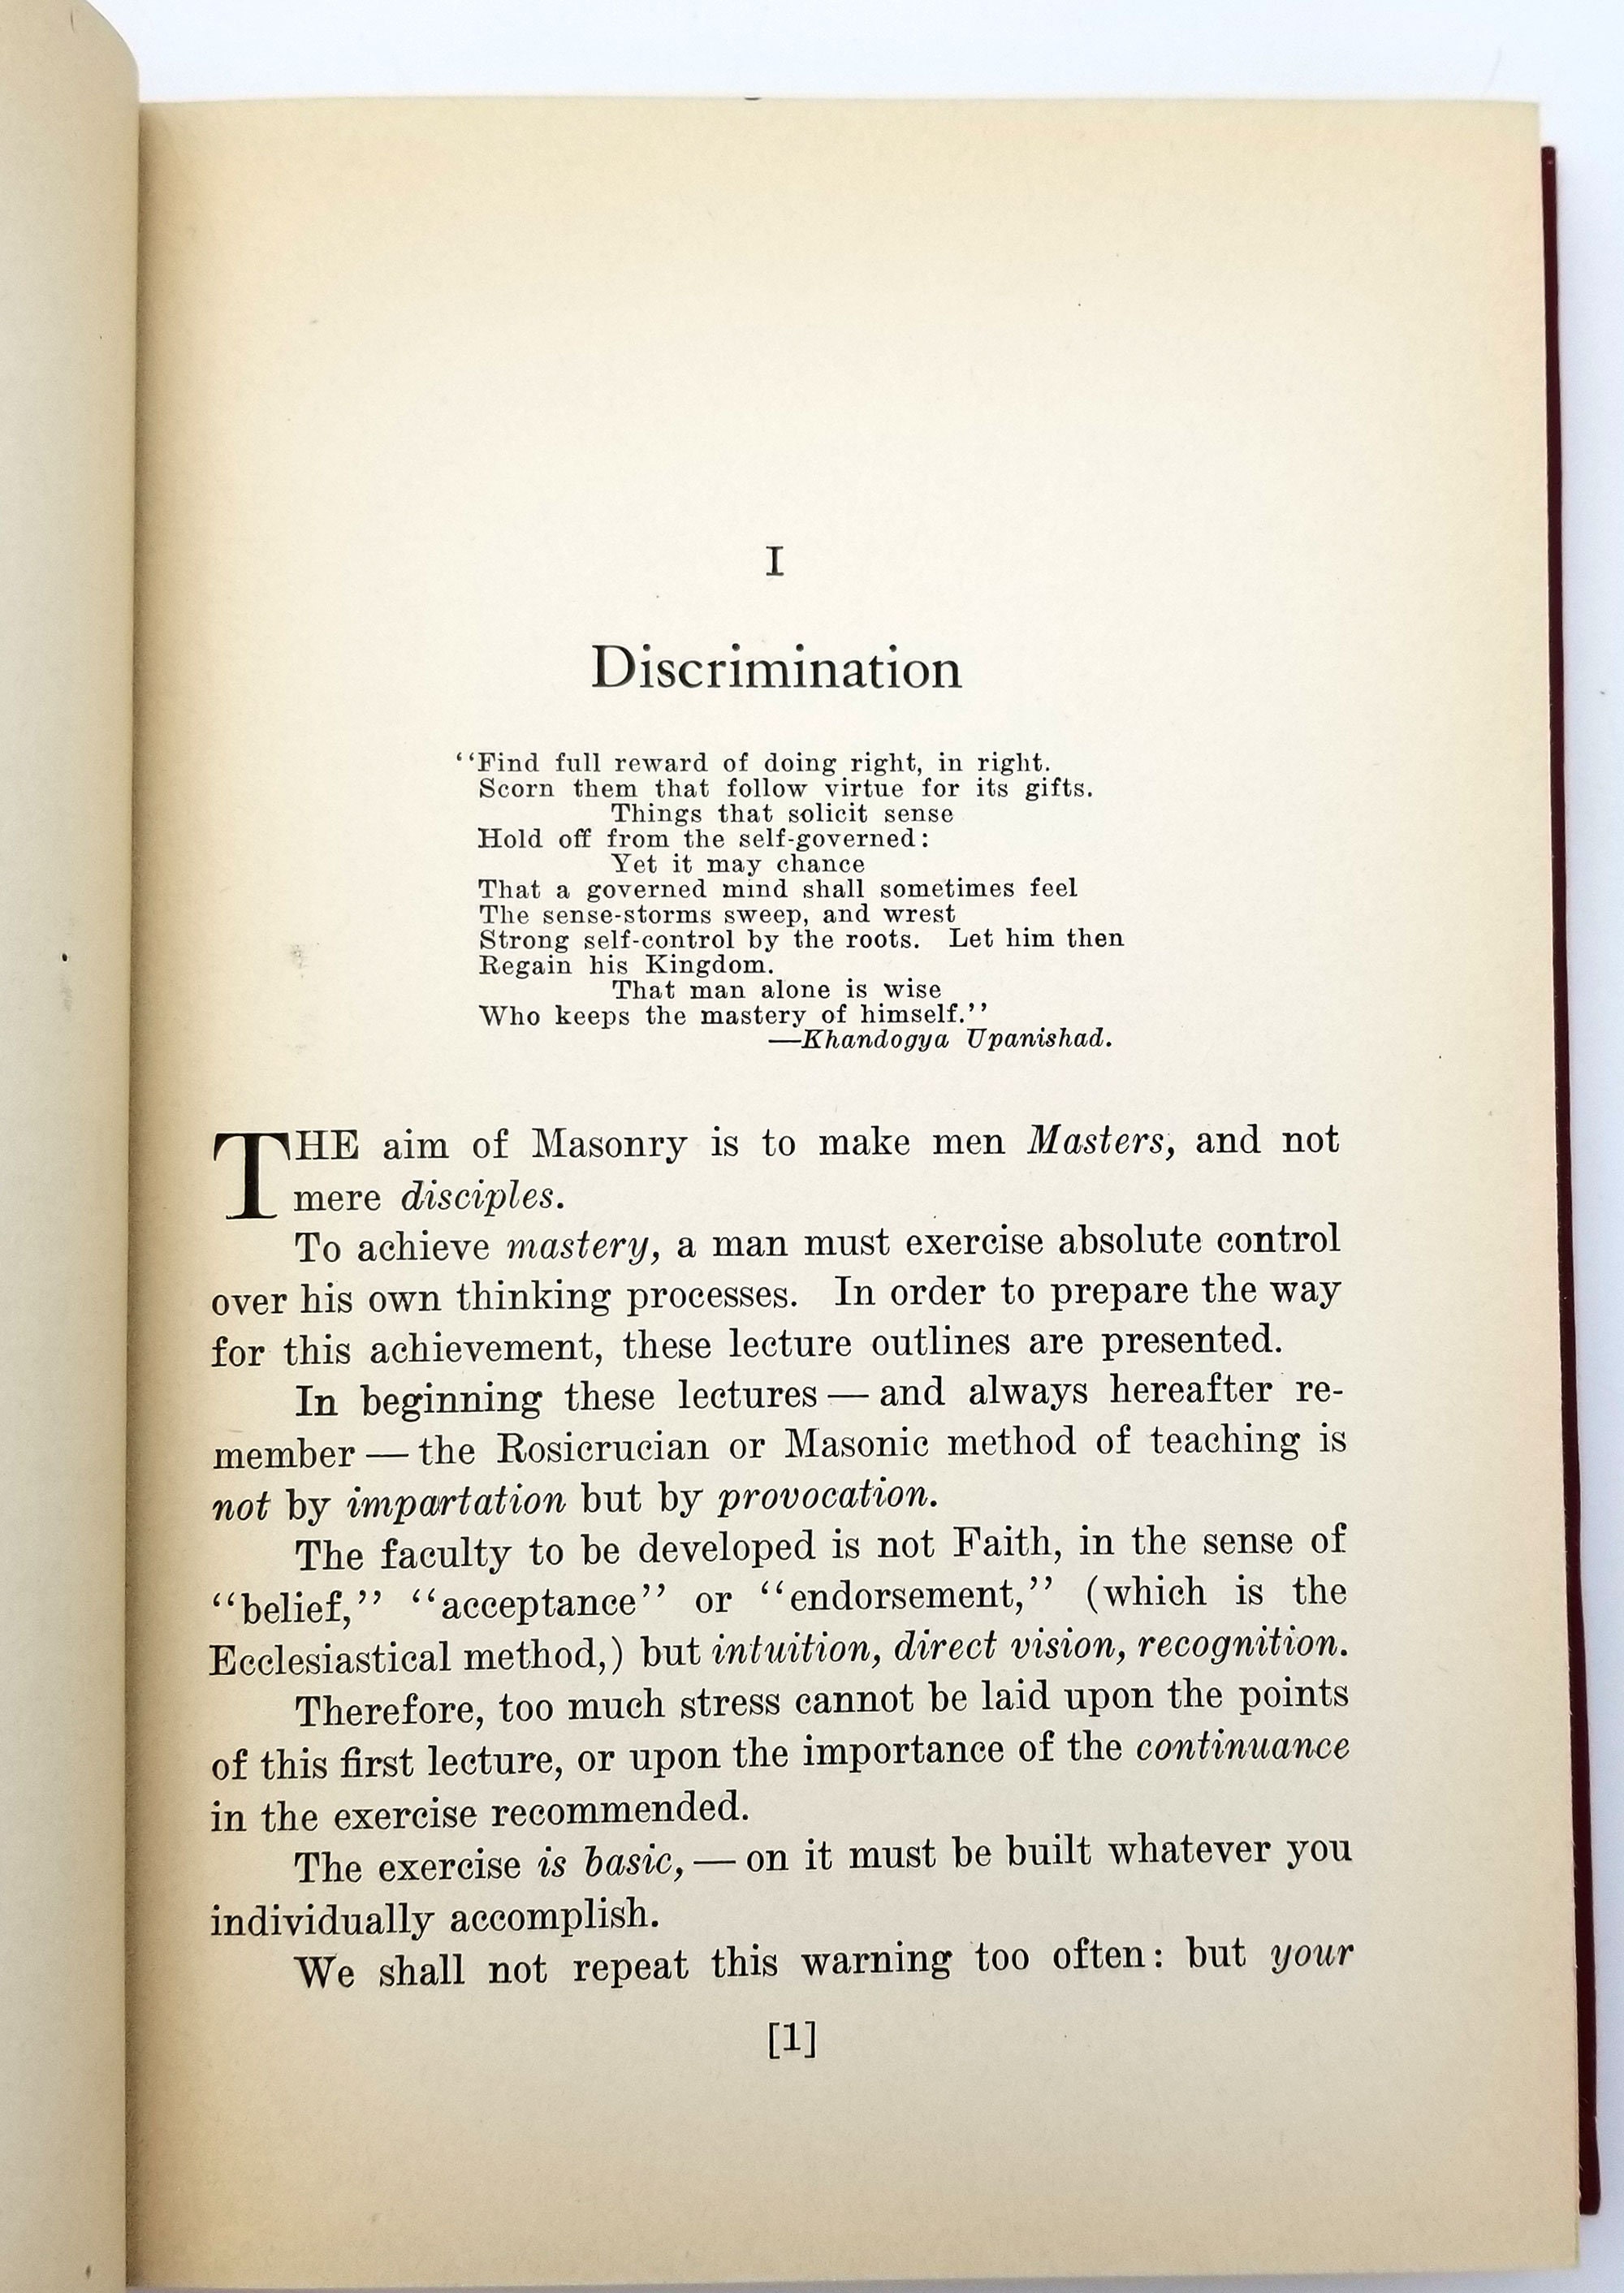 I
Discrimination
‘‘Find full reward of doing right, in right.
Scorn them that follow virtue for its gifts.
Things that solicit sense
Hold off from the self-governed:
Yet it may chance
That a governed mind shall sometimes feel
The sense-storms sweep, and wrest
Strong self-control by the roots. Let him then
Regain his Kingdom.
That man alone is wise
Who keeps the mastery of himself.’’
—Khandogya Upanishad.
THE aim of Masonry is to make men Masters, and not
mere disciples.
To achieve mastery, a man must exercise absolute control
over his own thinking processes. In order to prepare the way
for this achievement, these lecture outlines are presented.
In beginning these lectures — and always hereafter re-
member — the Rosicrucian or Masonic method of teaching is
not by impartation but by provocation.
The faculty to be developed is not Faith, in the sense of
‘‘belief,’’ ‘‘acceptance’’ or ‘‘endorsement,’’ (which is the
Ecclesiastical method,) but intuition, direct vision, recognition.
Therefore, too much stress cannot be laid upon the points
of this first lecture, or upon the importance of the continuance
in the exercise recommended.
The exercise is basic, — on it must be built whatever you
individually accomplish.
We shall not repeat this warning too often: but your
[1]